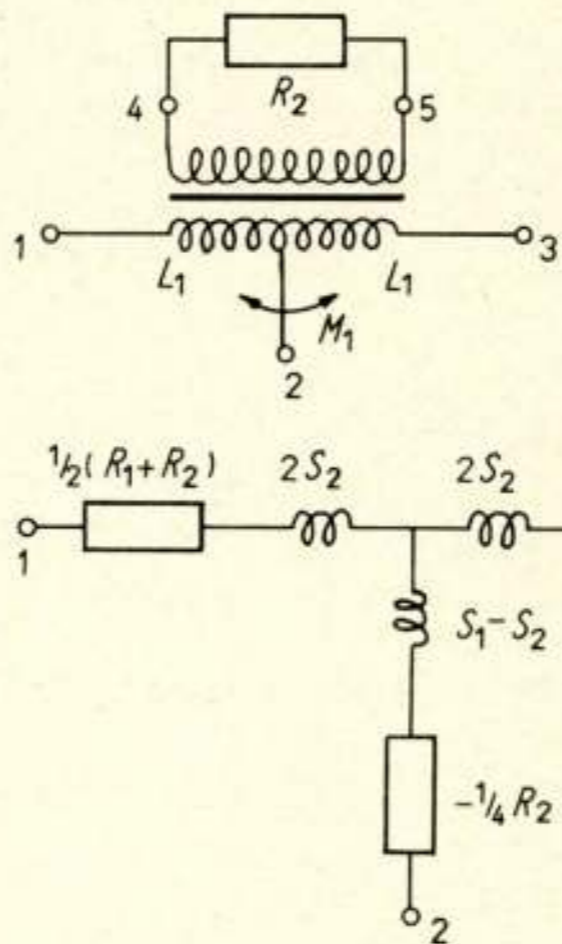 R₂
4 5
1 3
L₁ L₁
M₁
2
½(R₁+R₂) 2S₂ 2S₂
1
S₁-S₂
-¼R₂
2